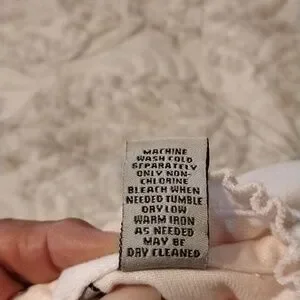 MACHINE
WASH COLD
SEPARATELY
ONLY NON-
CHLORINE
BLEACH WHEN
NEEDED TUMBLE
DRY LOW
WARM IRON
AS NEEDED
MAY BE
DRY CLEANED